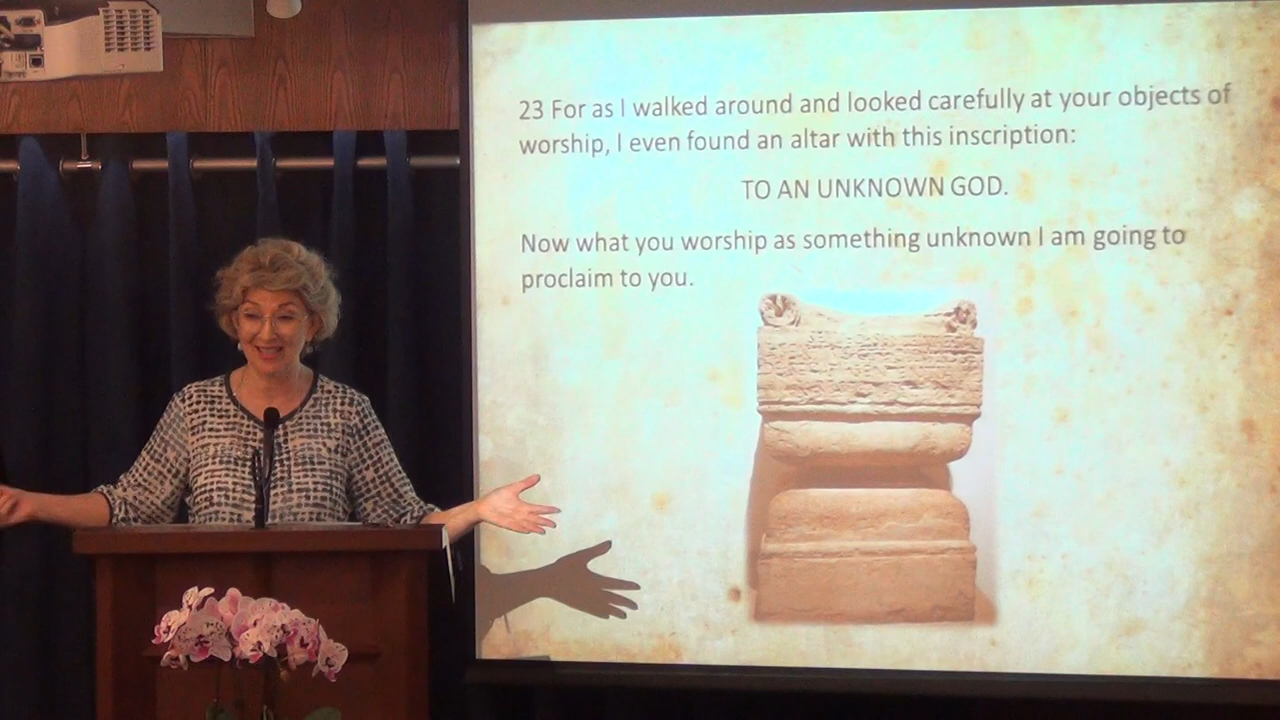 23 For as I walked around and looked carefully at your objects of
worship, I even found an altar with this inscription:
TO AN UNKNOWN GOD.
Now what you worship as something unknown I am going to
proclaim to you.